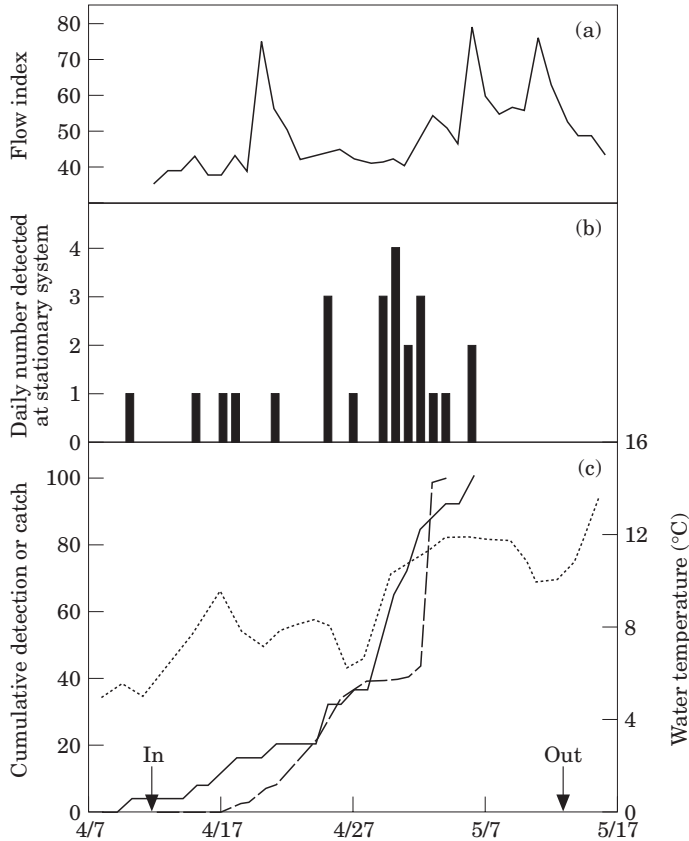 80
70
60
50
40
Flow index
(a)
4
3
2
1
0
Daily number detected
at stationary system
(b)
100
80
60
40
20
0
Cumulative detection or catch
(c)
16
12
8
4
0
Water temperature (°C)
In
Out
4/7
4/17
4/27
5/7
5/17